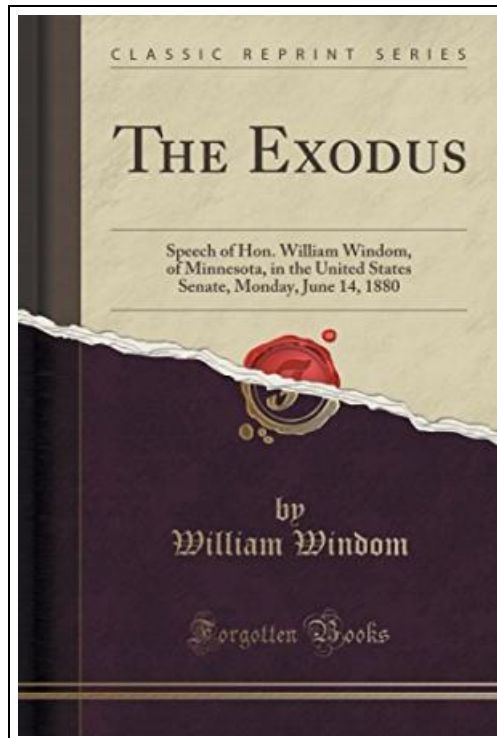 CLASSIC REPRINT SERIES
THE EXODUS
Speech of Hon. William Windom,
of Minnesota, in the United States
Senate, Monday, June 14, 1880
by
William Windom
Forgotten Books